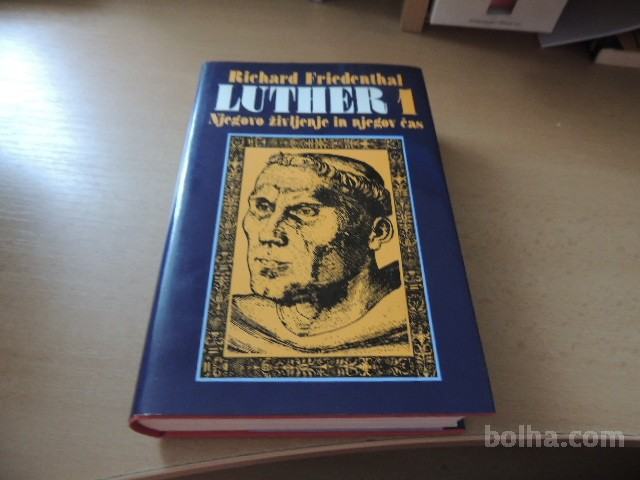 Richard Friedenthal
LUTHER 1
Njegovo življenje in njegov čas
bolha.com